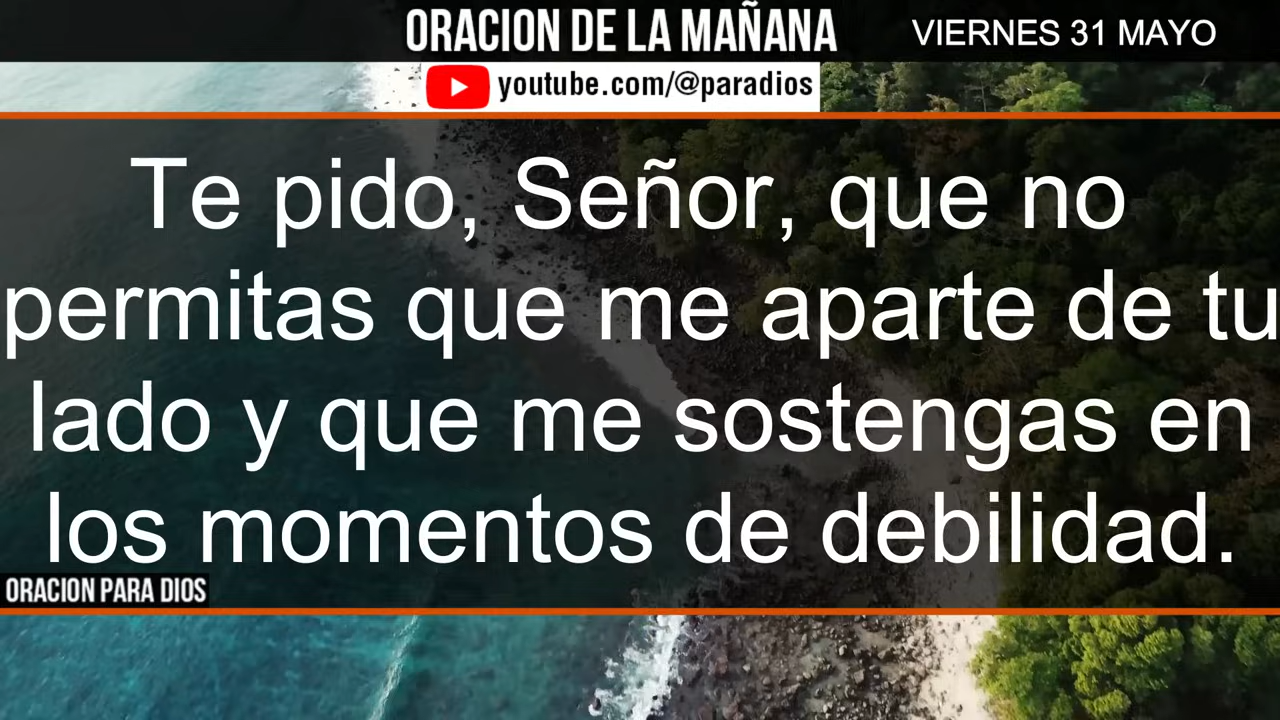 ORACION DE LA MAÑANA
VIERNES 31 MAYO
youtube.com/@paradios
Te pido, Señor, que no
permitas que me aparte de tu
lado y que me sostengas en
los momentos de debilidad.
ORACION PARA DIOS